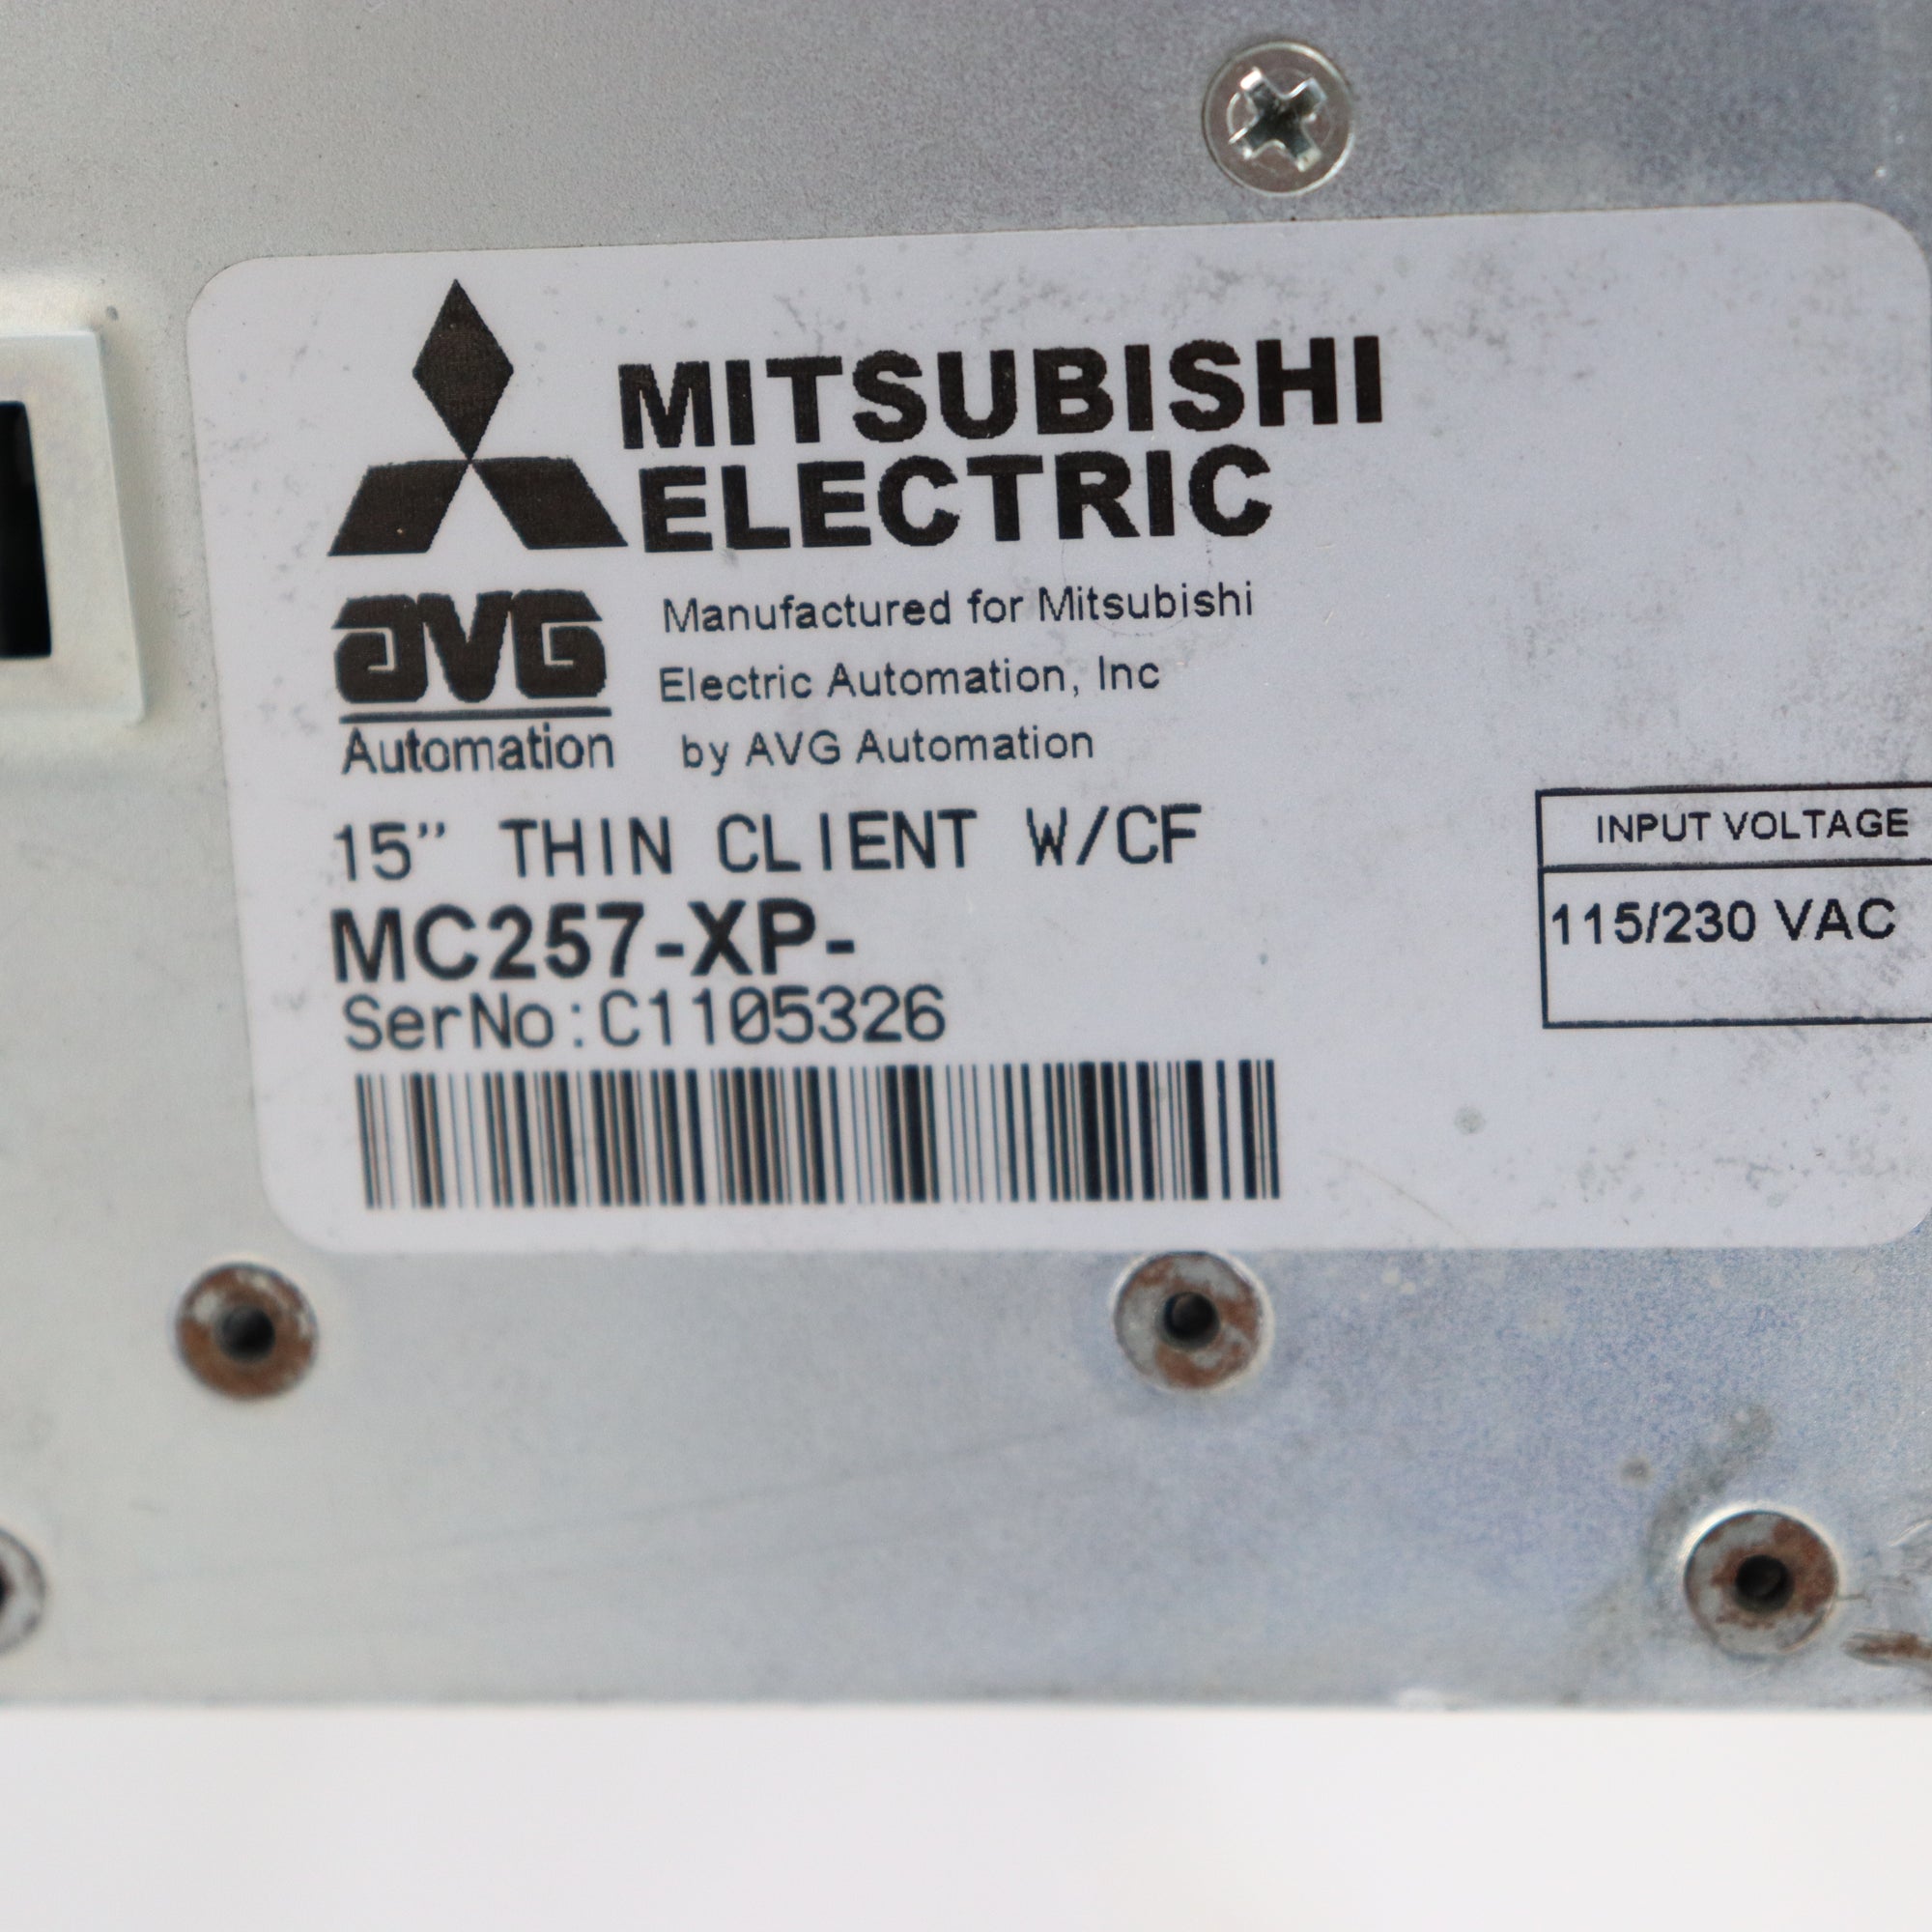 MITSUBISHI
ELECTRIC
AVG
Automation
Manufactured for Mitsubishi
Electric Automation, Inc
by AVG Automation
15" THIN CLIENT W/CF
MC257-XP-
SerNo:C1105326
INPUT VOLTAGE
115/230 VAC